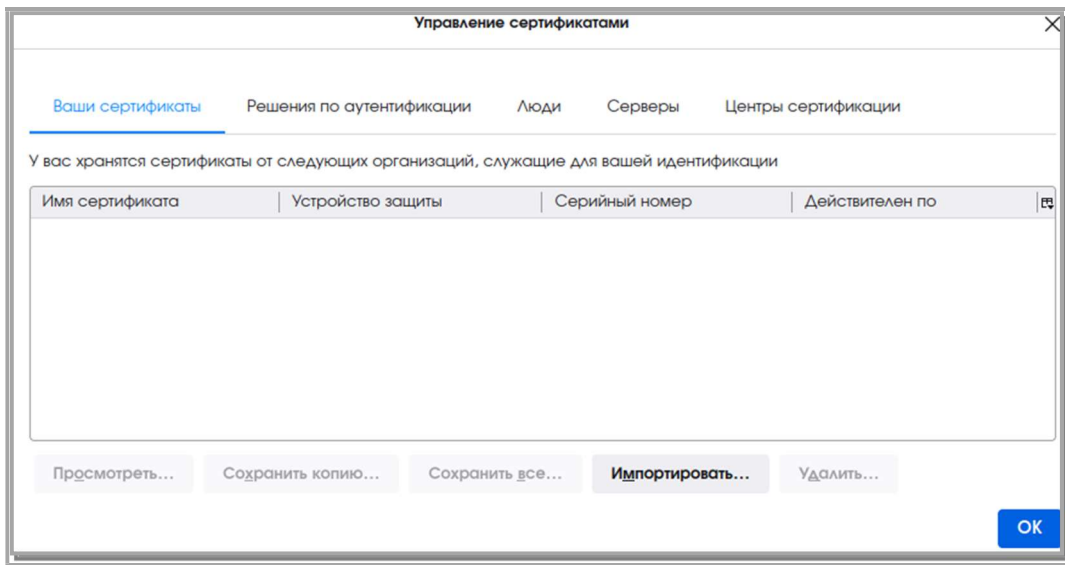 Управление сертификатами
Ваши сертификаты Решения по аутентификации Люди Серверы Центры сертификации
У вас хранятся сертификаты от следующих организаций, служащие для вашей идентификации
Имя сертификата Устройство защиты Серийный номер Действителен по
Просмотреть... Сохранить копию... Сохранить все... Импортировать... Удалить...
ОК